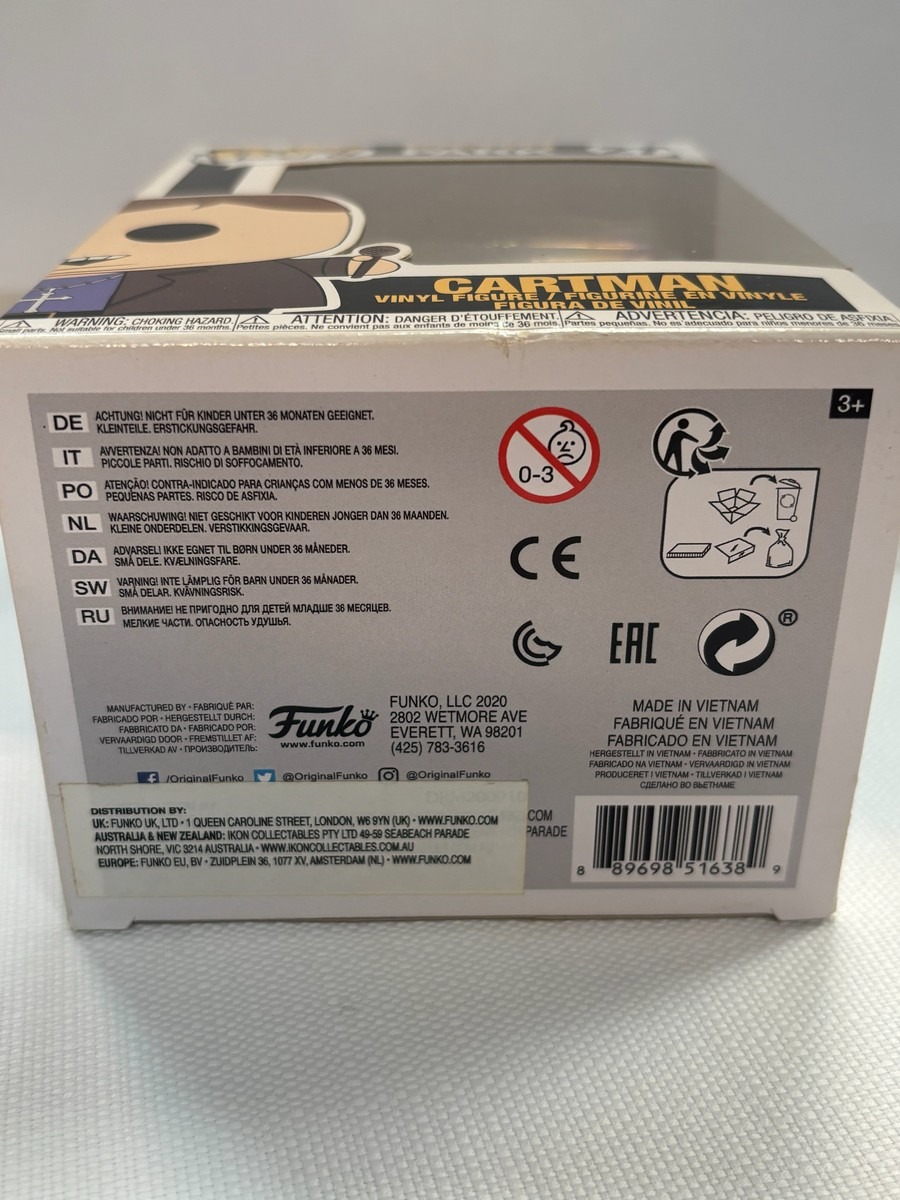 CARTMAN
VINYL FIGURE / FIGURINE EN VINYLE
FIGURA DE VINIL
WARNING: CHOKING HAZARD. ATTENTION: DANGER D'ÉTOUFFEMENT. ADVERTENCIA: PELIGRO DE ASFIXIA.
Small parts. Not suitable for children under 36 months. Petites pièces. Ne convient pas aux enfants de moins de 36 mois. Partes pequeñas. No es adecuado para niños menores de 36
3+
DE ACHTUNG! NICHT FÜR KINDER UNTER 36 MONATEN GEEIGNET.
KLEINTEILE. ERSTICKUNGSGEFAHR.
IT AVVERTENZA! NON ADATTO A BAMBINI DI ETÀ INFERIORE A 36 MESI.
PICCOLE PARTI. RISCHIO DI SOFFOCAMENTO.
PO ATENÇÃO! CONTRA-INDICADO PARA CRIANÇAS COM MENOS DE 36 MESES.
PEQUENAS PARTES. RISCO DE ASFIXIA.
NL WAARSCHUWING! NIET GESCHIKT VOOR KINDEREN JONGER DAN 36 MAANDEN.
KLEINE ONDERDELEN. VERSTIKKINGSGEVAAR.
DA ADVARSEL! IKKE EGNET TIL BØRN UNDER 36 MÅNEDER.
SMÅ DELE. KVÆLNINGSFARE.
SW VARNING! INTE LÄMPLIG FÖR BARN UNDER 36 MÅNADER.
SMÅ DELAR. KVÄVNINGSRISK.
RU ВНИМАНИЕ! НЕ ПРИГОДНО ДЛЯ ДЕТЕЙ МЛАДШЕ 36 МЕСЯЦЕВ.
МЕЛКИЕ ЧАСТИ. ОПАСНОСТЬ УДУШЬЯ.
0-3
CE
EAC
®
MANUFACTURED BY • FABRIQUÉ PAR:
FABRICADO POR • HERGESTELLT DURCH:
FABBRICATO DA • FABRICADO POR:
VERVAARDIGD DOOR • FREMSTILLET AF:
TILLVERKAD AV • ПРОИЗВОДИТЕЛЬ:
Funko
www.funko.com
FUNKO, LLC 2020
2802 WETMORE AVE
EVERETT, WA 98201
(425) 783-3616
MADE IN VIETNAM
FABRIQUÉ EN VIETNAM
FABRICADO EN VIETNAM
HERGESTELLT IN VIETNAM • FABBRICATO IN VIETNAM
FABRICADO NA VIETNAM • VERVAARDIGD IN VIETNAM
PRODUCERET I VIETNAM • TILLVERKAD I VIETNAM
СДЕЛАНО ВО ВЬЕТНАМЕ
/OriginalFunko @OriginalFunko @OriginalFunko
DISTRIBUTION BY:
UK: FUNKO UK, LTD • 1 QUEEN CAROLINE STREET, LONDON, W6 9YN (UK) • WWW.FUNKO.COM
AUSTRALIA & NEW ZEALAND: IKON COLLECTABLES PTY LTD 49-59 SEABEACH PARADE
NORTH SHORE, VIC 3214 AUSTRALIA • WWW.IKONCOLLECTABLES.COM.AU
EUROPE: FUNKO EU, BV • ZUIDPLEIN 36, 1077 XV, AMSTERDAM (NL) • WWW.FUNKO.COM
.COM
PARADE
8 89698 51638 9